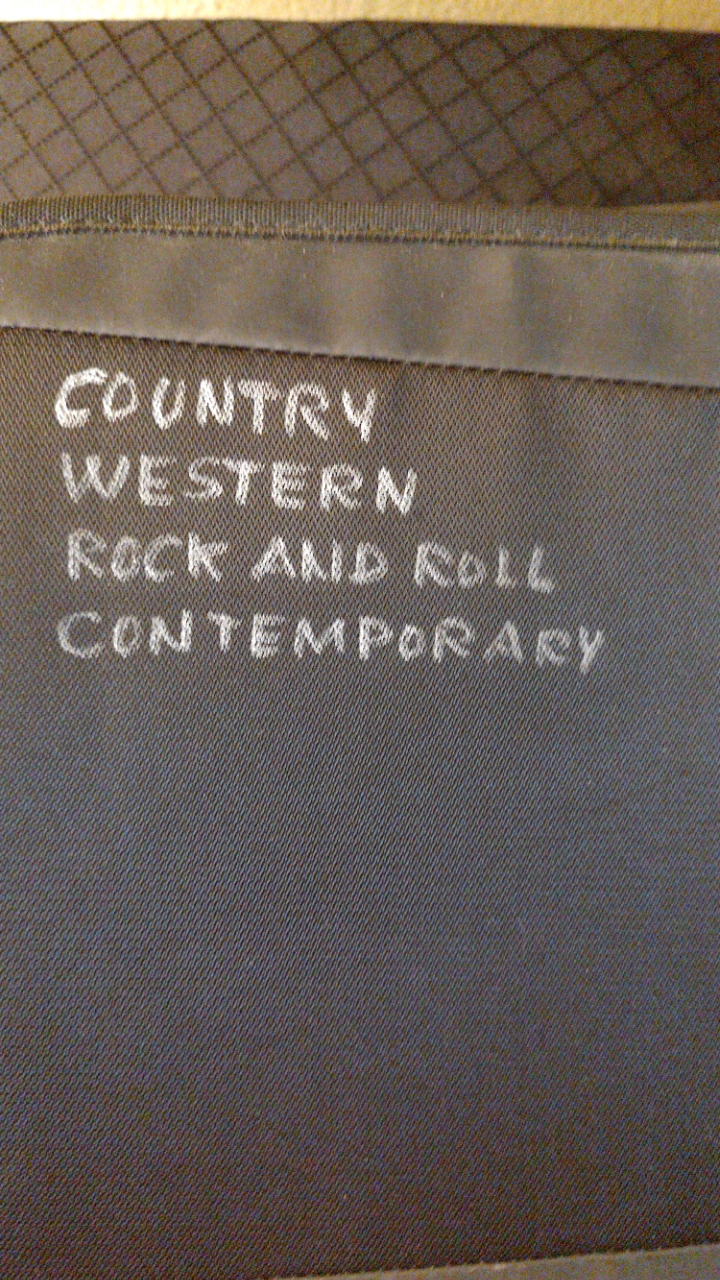 COUNTRY
WESTERN
ROCK AND ROLL
CONTEMPORARY